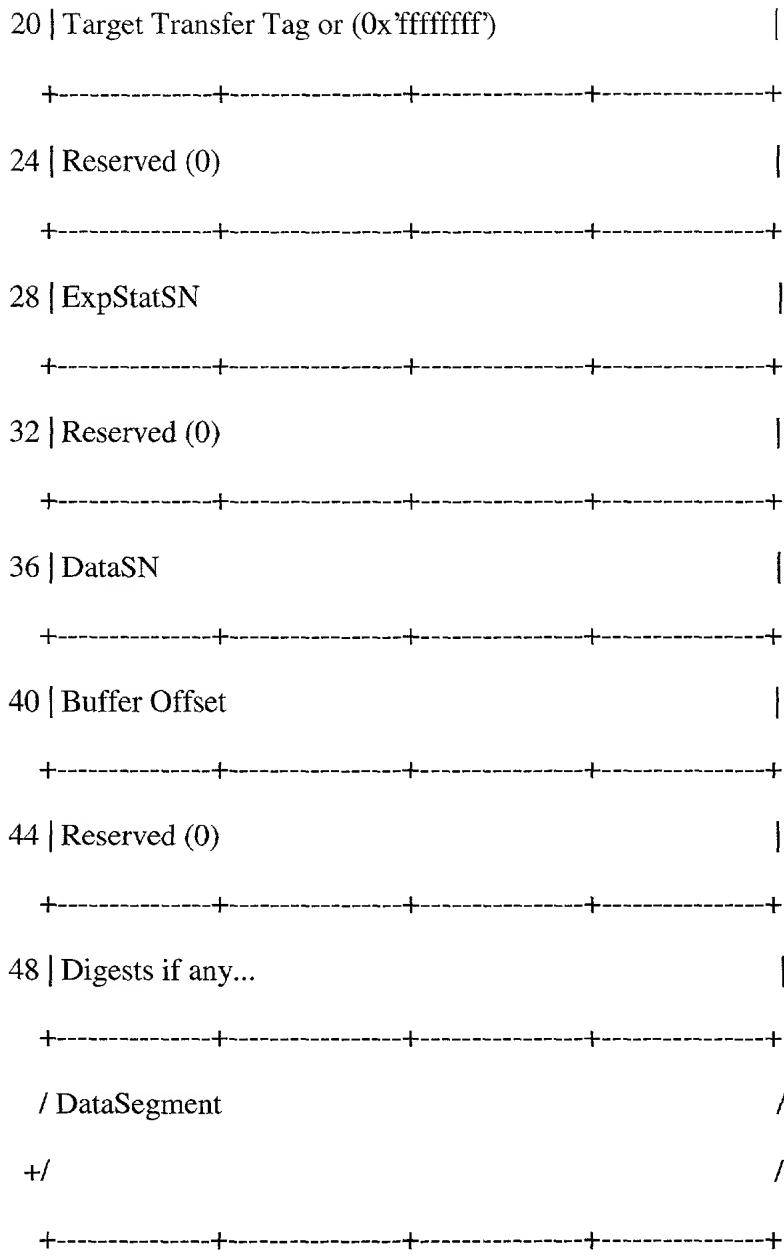 20 | Target Transfer Tag or (0x'ffffffff') |
+---------------+---------------+---------------+---------------+
24 | Reserved (0) |
+---------------+---------------+---------------+---------------+
28 | ExpStatSN |
+---------------+---------------+---------------+---------------+
32 | Reserved (0) |
+---------------+---------------+---------------+---------------+
36 | DataSN |
+---------------+---------------+---------------+---------------+
40 | Buffer Offset |
+---------------+---------------+---------------+---------------+
44 | Reserved (0) |
+---------------+---------------+---------------+---------------+
48 | Digests if any... |
+---------------+---------------+---------------+---------------+
/ DataSegment /
+/ /
+---------------+---------------+---------------+---------------+